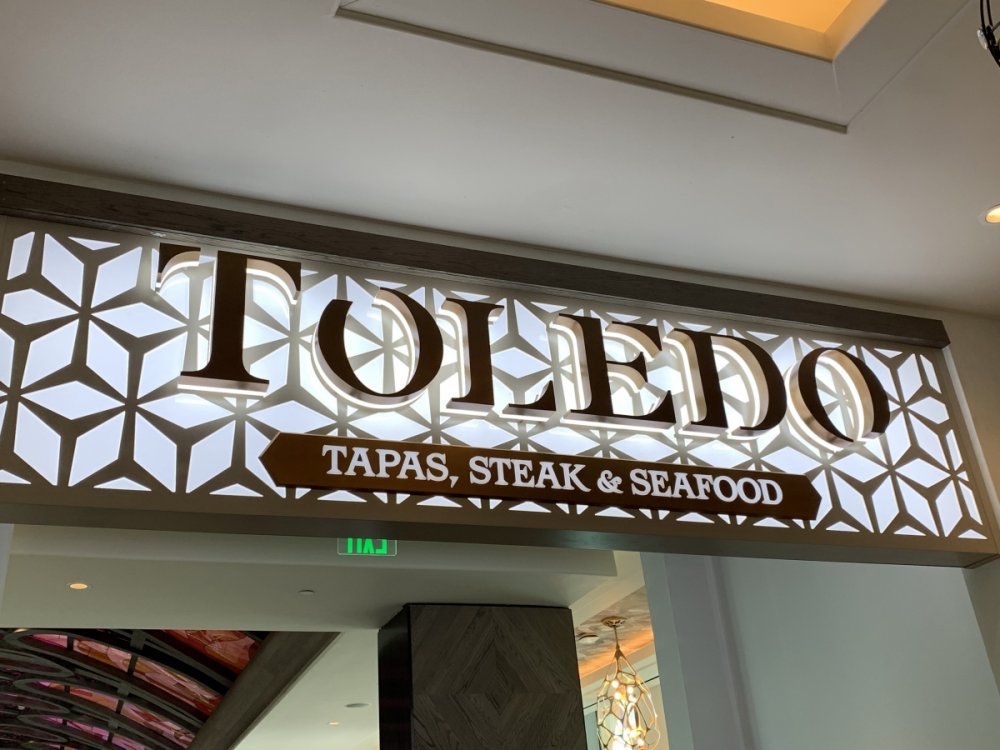 TOLEDO
TAPAS, STEAK & SEAFOOD
EXIT